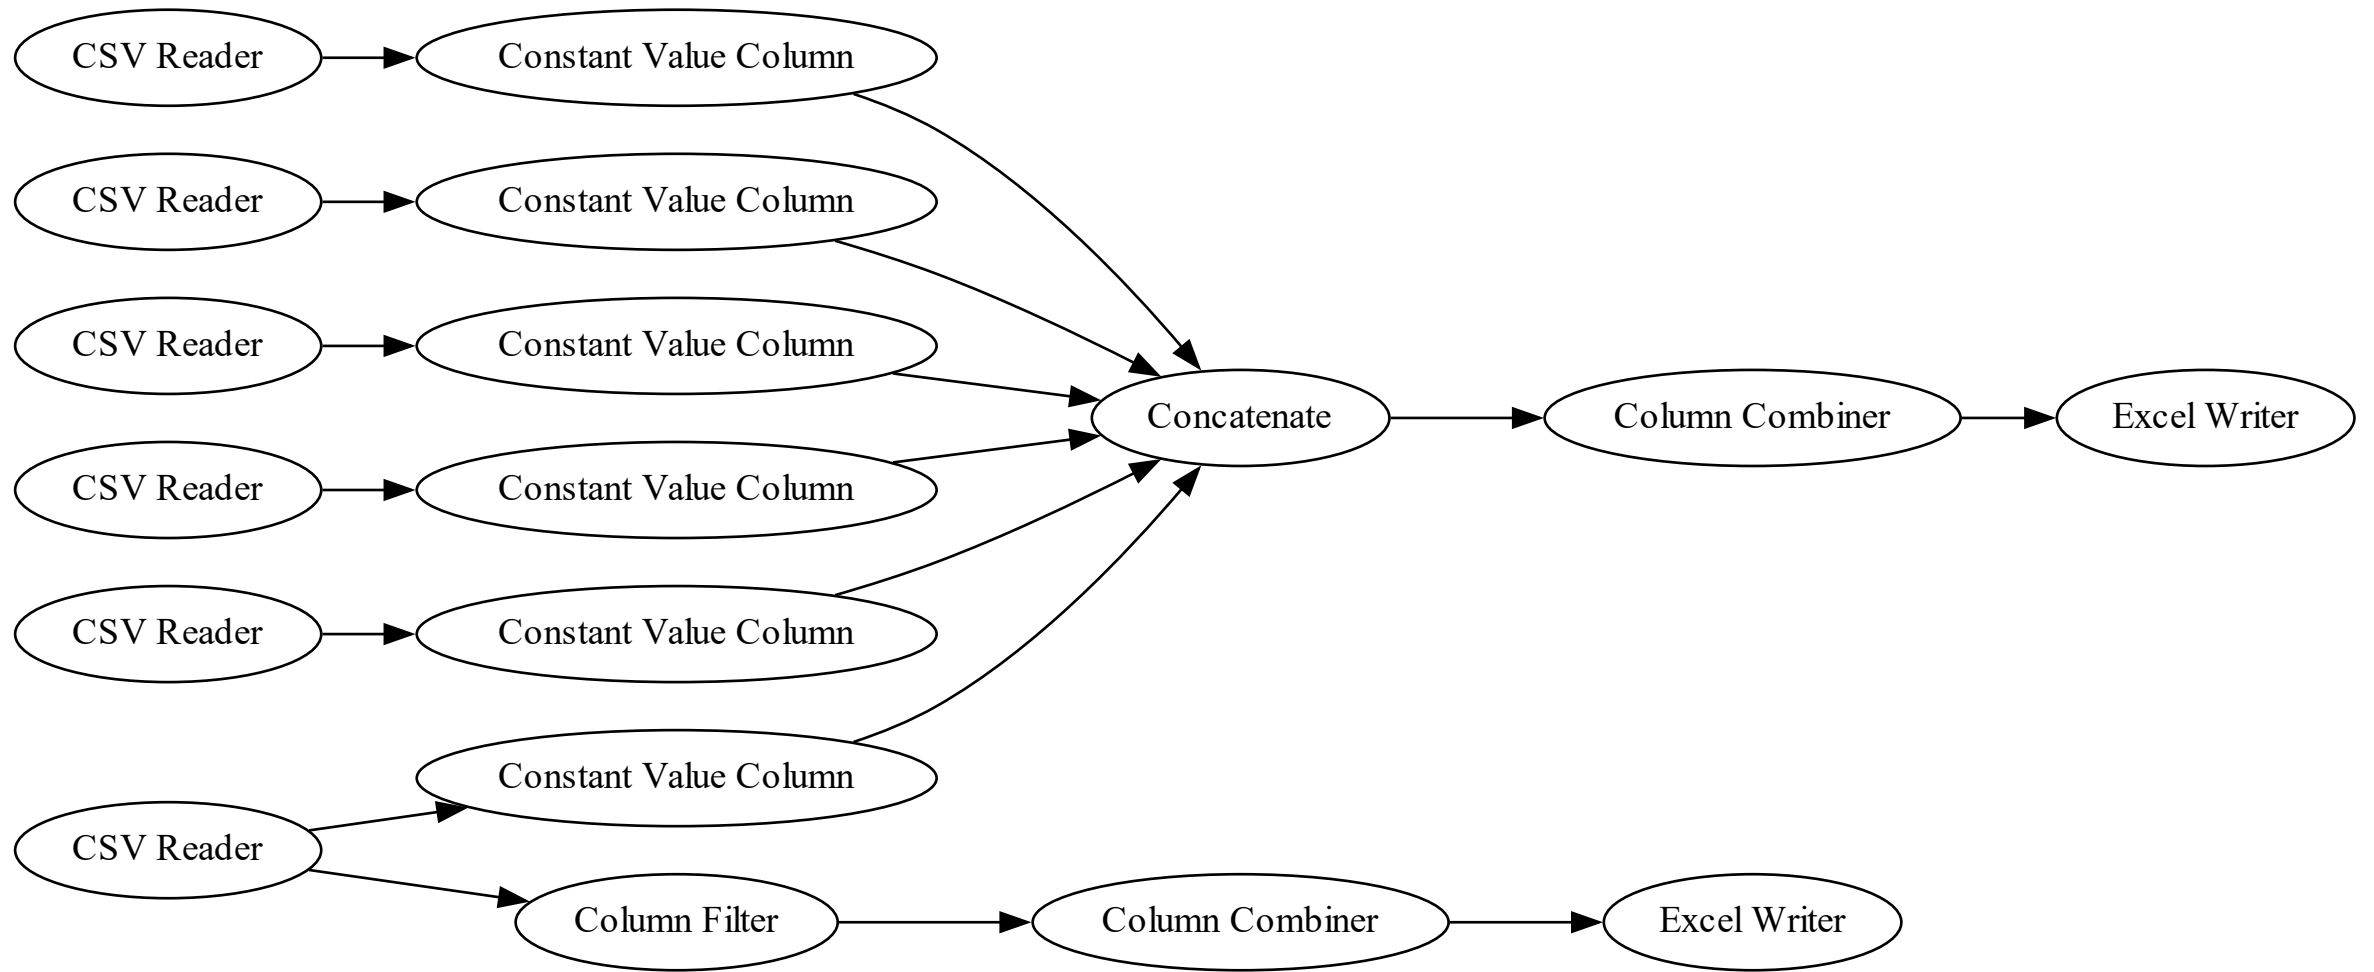 CSV Reader
Constant Value Column
CSV Reader
Constant Value Column
CSV Reader
Constant Value Column
CSV Reader
Constant Value Column
CSV Reader
Constant Value Column
Concatenate
Column Combiner
Excel Writer
CSV Reader
Constant Value Column
Column Filter
Column Combiner
Excel Writer